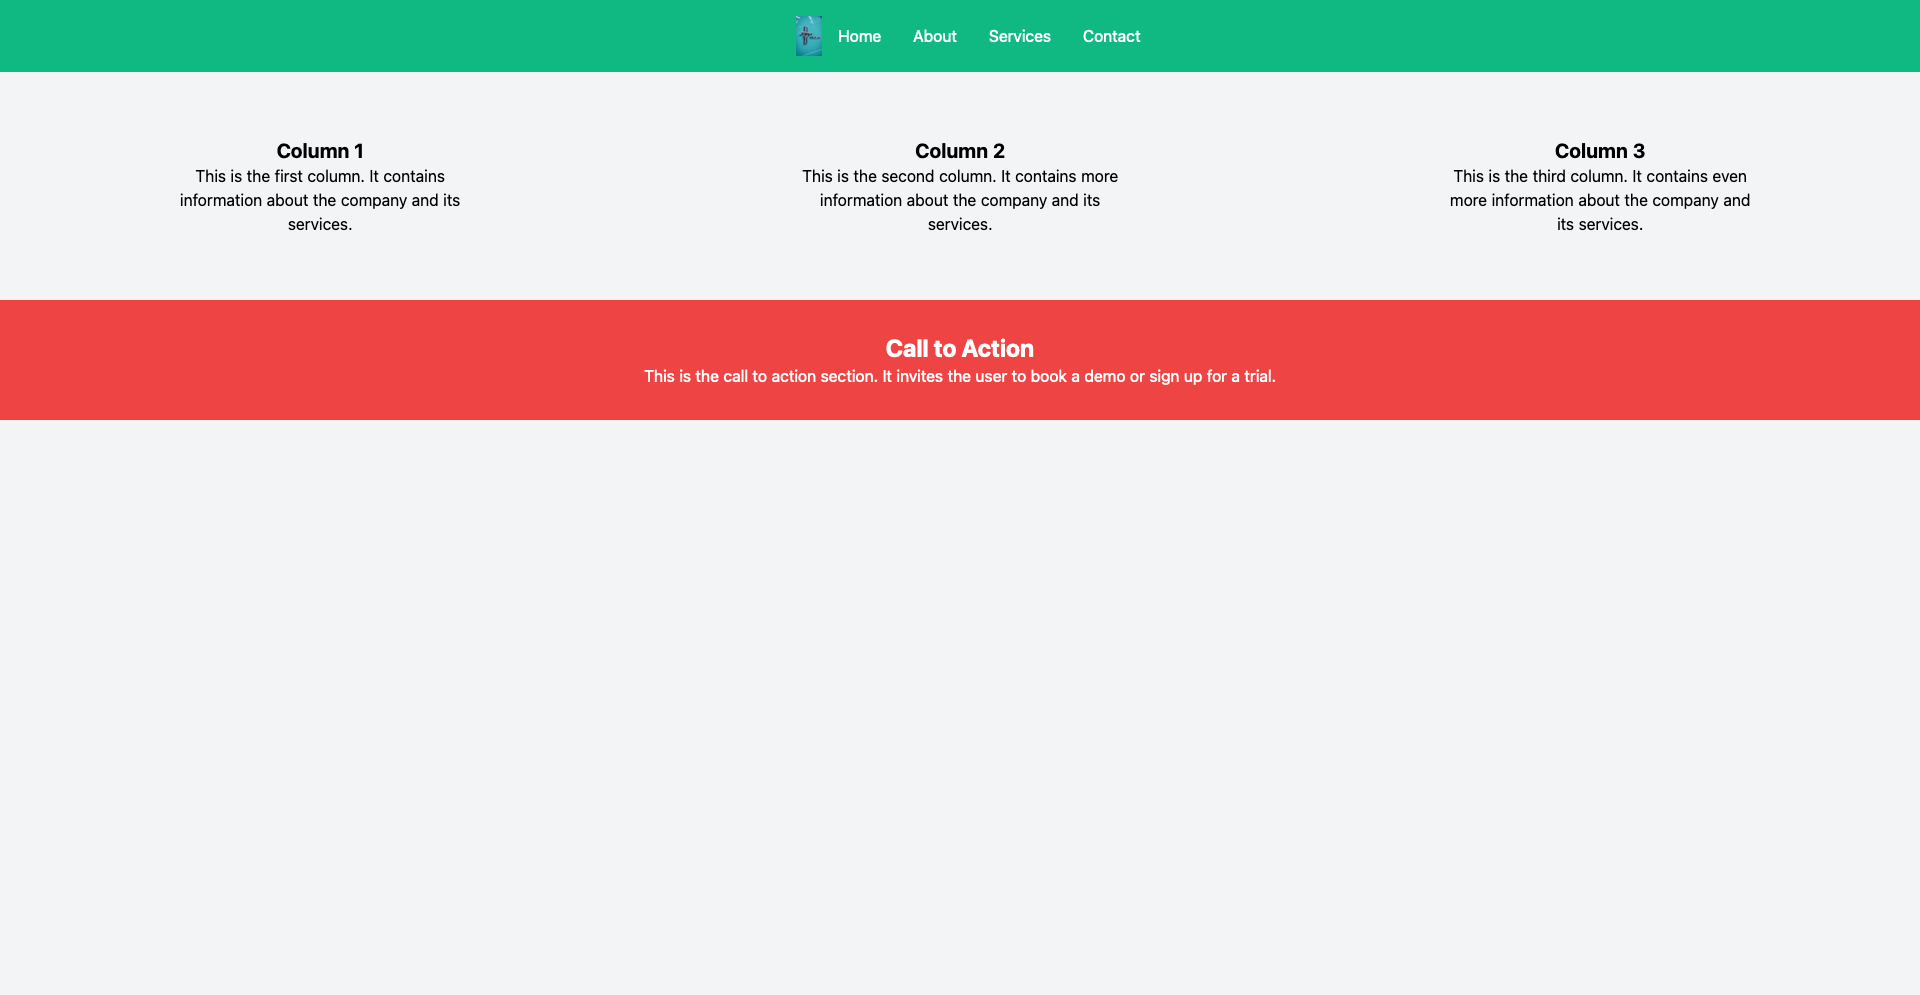 Home About Services Contact
Column 1
This is the first column. It contains
information about the company and its
services.
Column 2
This is the second column. It contains more
information about the company and its
services.
Column 3
This is the third column. It contains even
more information about the company and
its services.
Call to Action
This is the call to action section. It invites the user to book a demo or sign up for a trial.